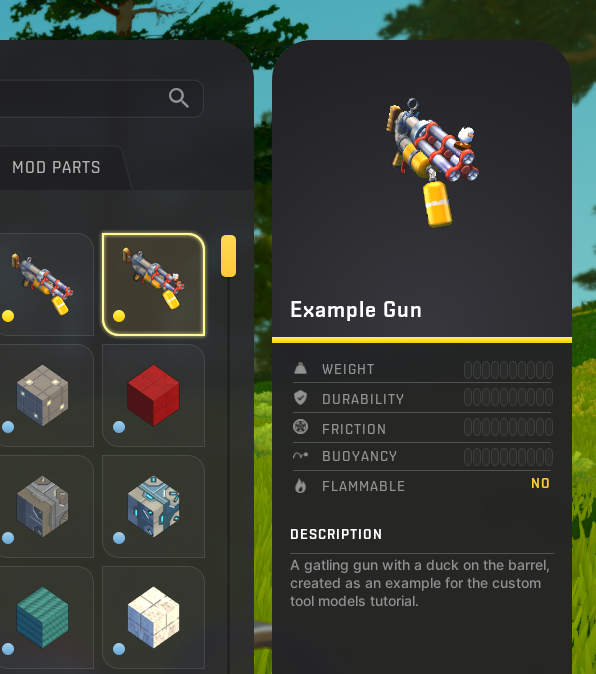 MOD PARTS
Example Gun
WEIGHT
DURABILITY
FRICTION
BUOYANCY
FLAMMABLE NO
DESCRIPTION
A gatling gun with a duck on the barrel,
created as an example for the custom
tool models tutorial.